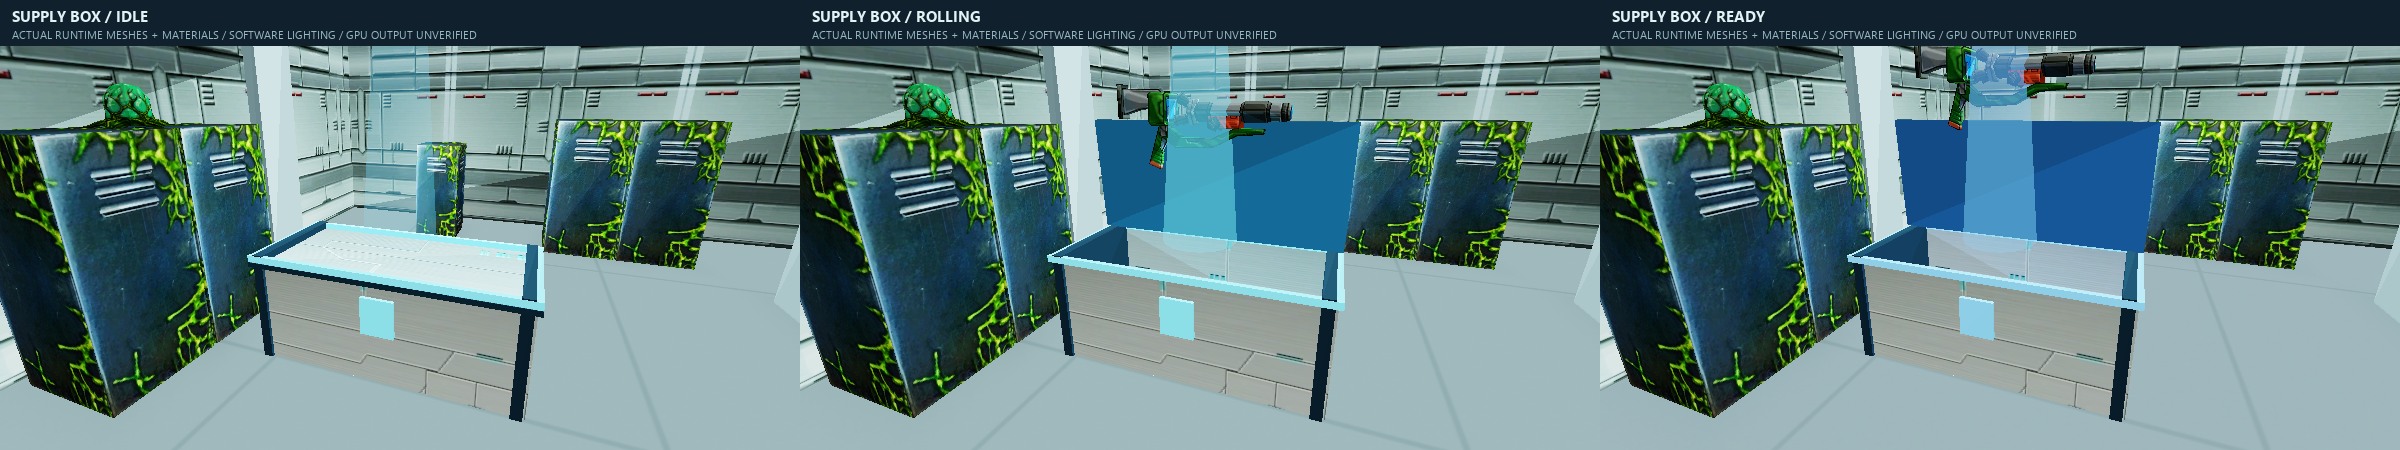 SUPPLY BOX / IDLE
ACTUAL RUNTIME MESHES + MATERIALS / SOFTWARE LIGHTING / GPU OUTPUT UNVERIFIED
SUPPLY BOX / ROLLING
ACTUAL RUNTIME MESHES + MATERIALS / SOFTWARE LIGHTING / GPU OUTPUT UNVERIFIED
SUPPLY BOX / READY
ACTUAL RUNTIME MESHES + MATERIALS / SOFTWARE LIGHTING / GPU OUTPUT UNVERIFIED